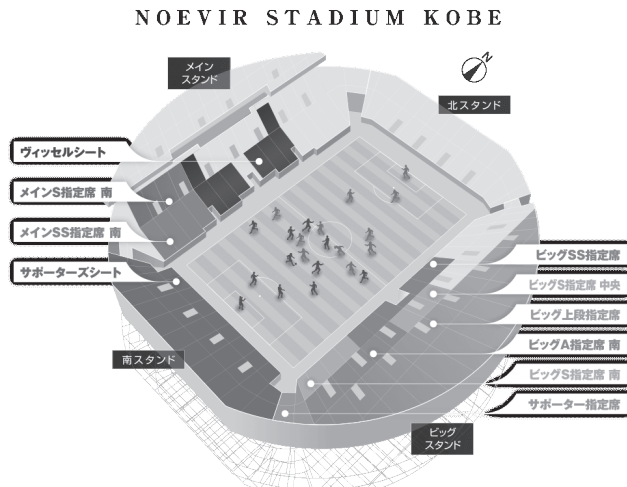 NOEVIR STADIUM KOBE
メイン
スタンド
N
北スタンド
ヴィッセルシート
メインS指定席 南
メインSS指定席 南
サポーターズシート
南スタンド
ビッグSS指定席
ビッグS指定席 中央
ビッグ上段指定席
ビッグA指定席 南
ビッグS指定席 南
サポーター指定席
ビッグ
スタンド